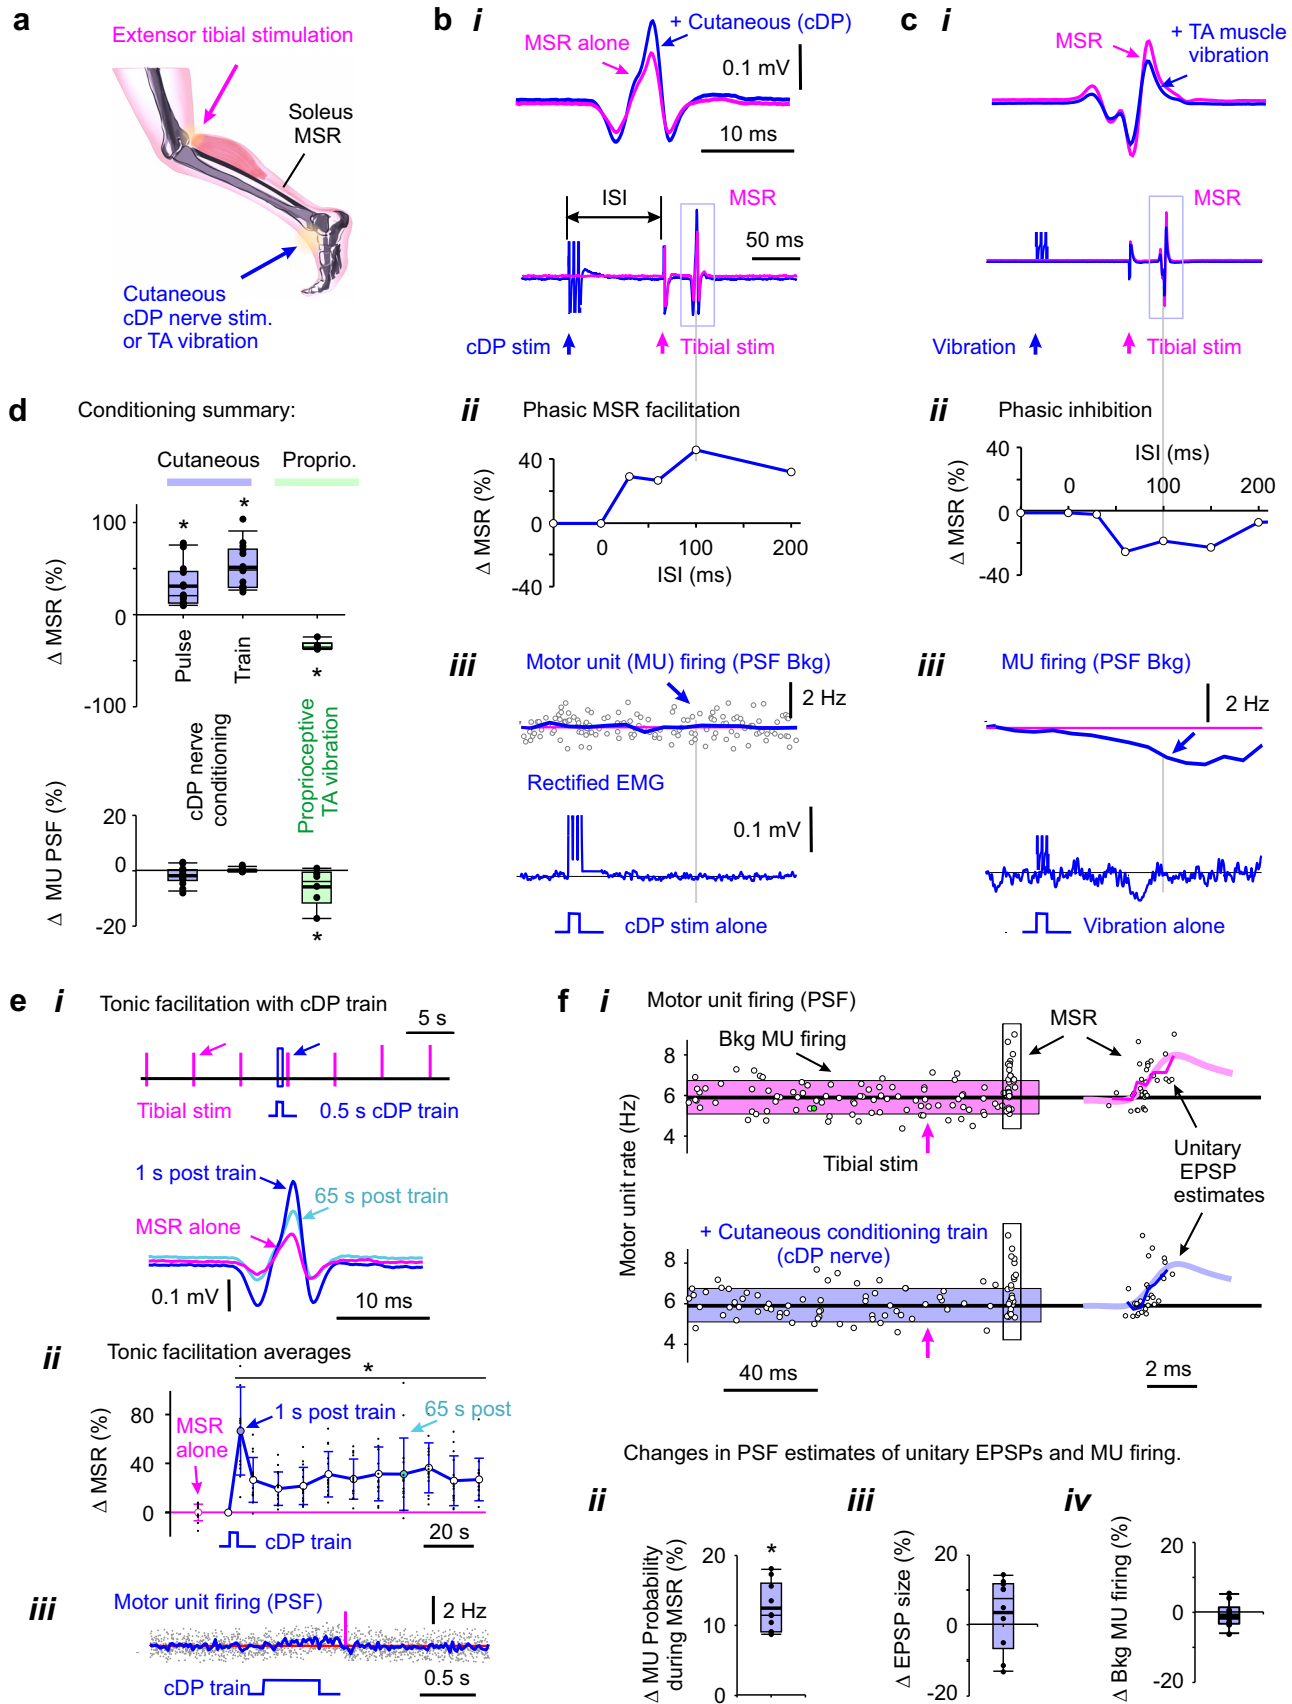 a
Extensor tibial stimulation
Soleus
MSR
Cutaneous
cDP nerve stim.
or TA vibration
b i
+ Cutaneous (cDP)
MSR alone
0.1 mV
10 ms
ISI
MSR
50 ms
cDP stim
Tibial stim
ii Phasic MSR facilitation
Δ MSR (%)
40
0
-40
0 100 200
ISI (ms)
iii Motor unit (MU) firing (PSF Bkg)
2 Hz
Rectified EMG
0.1 mV
cDP stim alone
c i
MSR
+ TA muscle
vibration
MSR
Vibration
Tibial stim
ii Phasic inhibition
ISI (ms)
Δ MSR (%)
40
0
-40
0 100 200
iii MU firing (PSF Bkg)
2 Hz
Vibration alone
d Conditioning summary:
Cutaneous Proprio.
Δ MSR (%)
100
0
-100
* * *
Pulse
Train
cDP nerve
conditioning
Proprioceptive
TA vibration
Δ MU PSF (%)
20
0
-20
*
e i Tonic facilitation with cDP train
5 s
Tibial stim
0.5 s cDP train
1 s post train
65 s post train
MSR alone
0.1 mV
10 ms
ii Tonic facilitation averages
*
Δ MSR (%)
80
40
0
MSR
alone
1 s post train
65 s post
cDP train
20 s
iii Motor unit firing (PSF)
2 Hz
cDP train
0.5 s
f i Motor unit firing (PSF)
Bkg MU firing
MSR
Motor unit rate (Hz)
8
6
4
Tibial stim
Unitary
EPSP
estimates
+ Cutaneous conditioning train
(cDP nerve)
8
6
4
40 ms
2 ms
Changes in PSF estimates of unitary EPSPs and MU firing.
ii
Δ MU Probability
during MSR (%)
20
10
0
*
iii
Δ EPSP size (%)
20
0
-20
iv
Δ Bkg MU firing (%)
20
0
-20